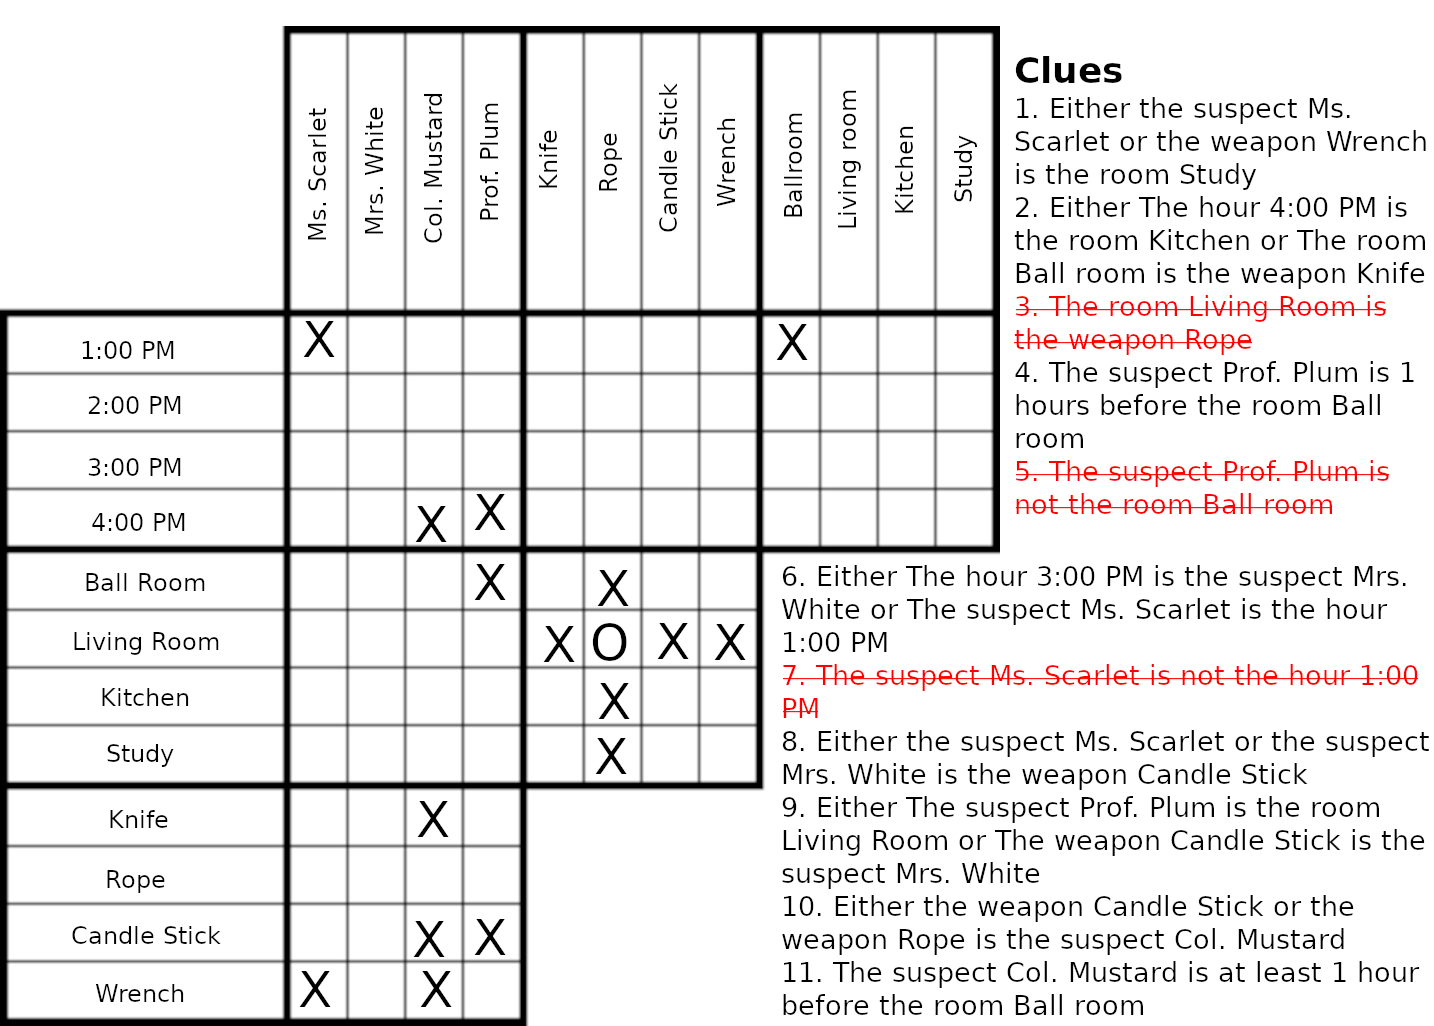 Ms. Scarlet
Mrs. White
Col. Mustard
Prof. Plum
Knife
Rope
Candle Stick
Wrench
Ballroom
Living room
Kitchen
Study
Clues
1. Either the suspect Ms.
Scarlet or the weapon Wrench
is the room Study
2. Either The hour 4:00 PM is
the room Kitchen or The room
Ball room is the weapon Knife
3. The room Living Room is
the weapon Rope
4. The suspect Prof. Plum is 1
hours before the room Ball
room
5. The suspect Prof. Plum is
not the room Ball room
1:00 PM X X
2:00 PM
3:00 PM
4:00 PM X X
Ball Room X X
Living Room X O X X
Kitchen X
Study X
Knife X
Rope
Candle Stick X X
Wrench X X
6. Either The hour 3:00 PM is the suspect Mrs.
White or The suspect Ms. Scarlet is the hour
1:00 PM
7. The suspect Ms. Scarlet is not the hour 1:00
PM
8. Either the suspect Ms. Scarlet or the suspect
Mrs. White is the weapon Candle Stick
9. Either The suspect Prof. Plum is the room
Living Room or The weapon Candle Stick is the
suspect Mrs. White
10. Either the weapon Candle Stick or the
weapon Rope is the suspect Col. Mustard
11. The suspect Col. Mustard is at least 1 hour
before the room Ball room